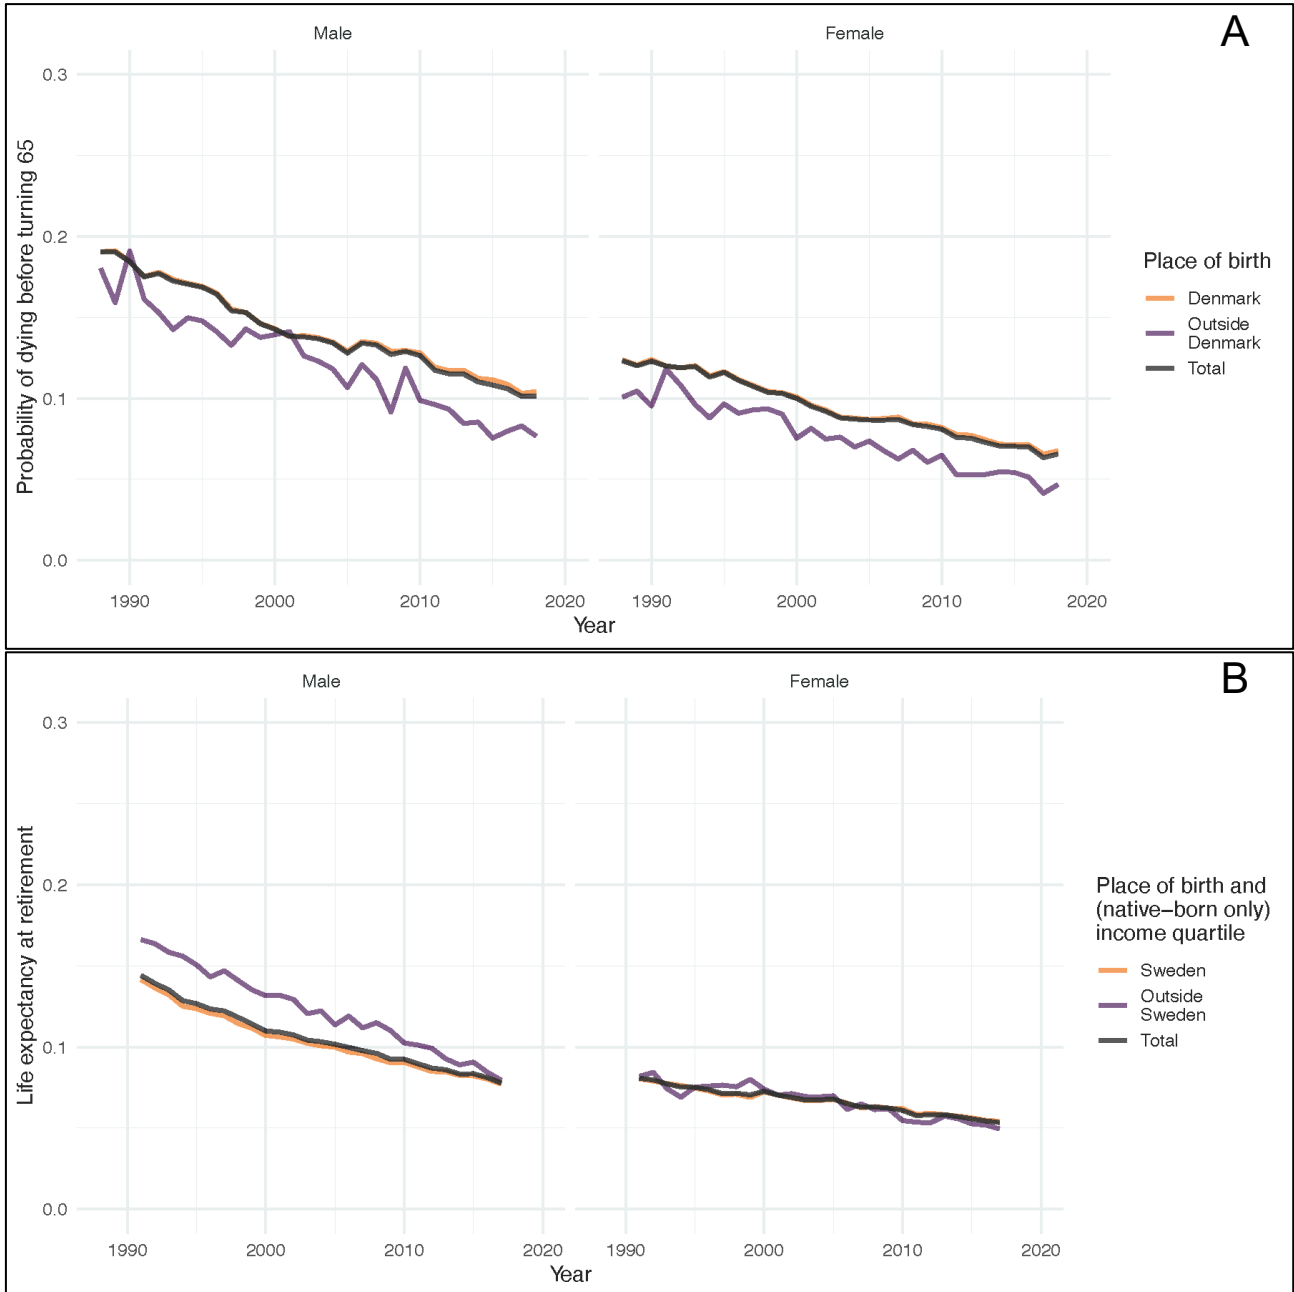 A
Male
Female
Probability of dying before turning 65
0.3
0.2
0.1
0.0
1990
2000
2010
2020
1990
2000
2010
2020
Year
Place of birth
Denmark
Outside
Denmark
Total
B
Male
Female
Life expectancy at retirement
0.3
0.2
0.1
0.0
1990
2000
2010
2020
1990
2000
2010
2020
Year
Place of birth and
(native–born only)
income quartile
Sweden
Outside
Sweden
Total